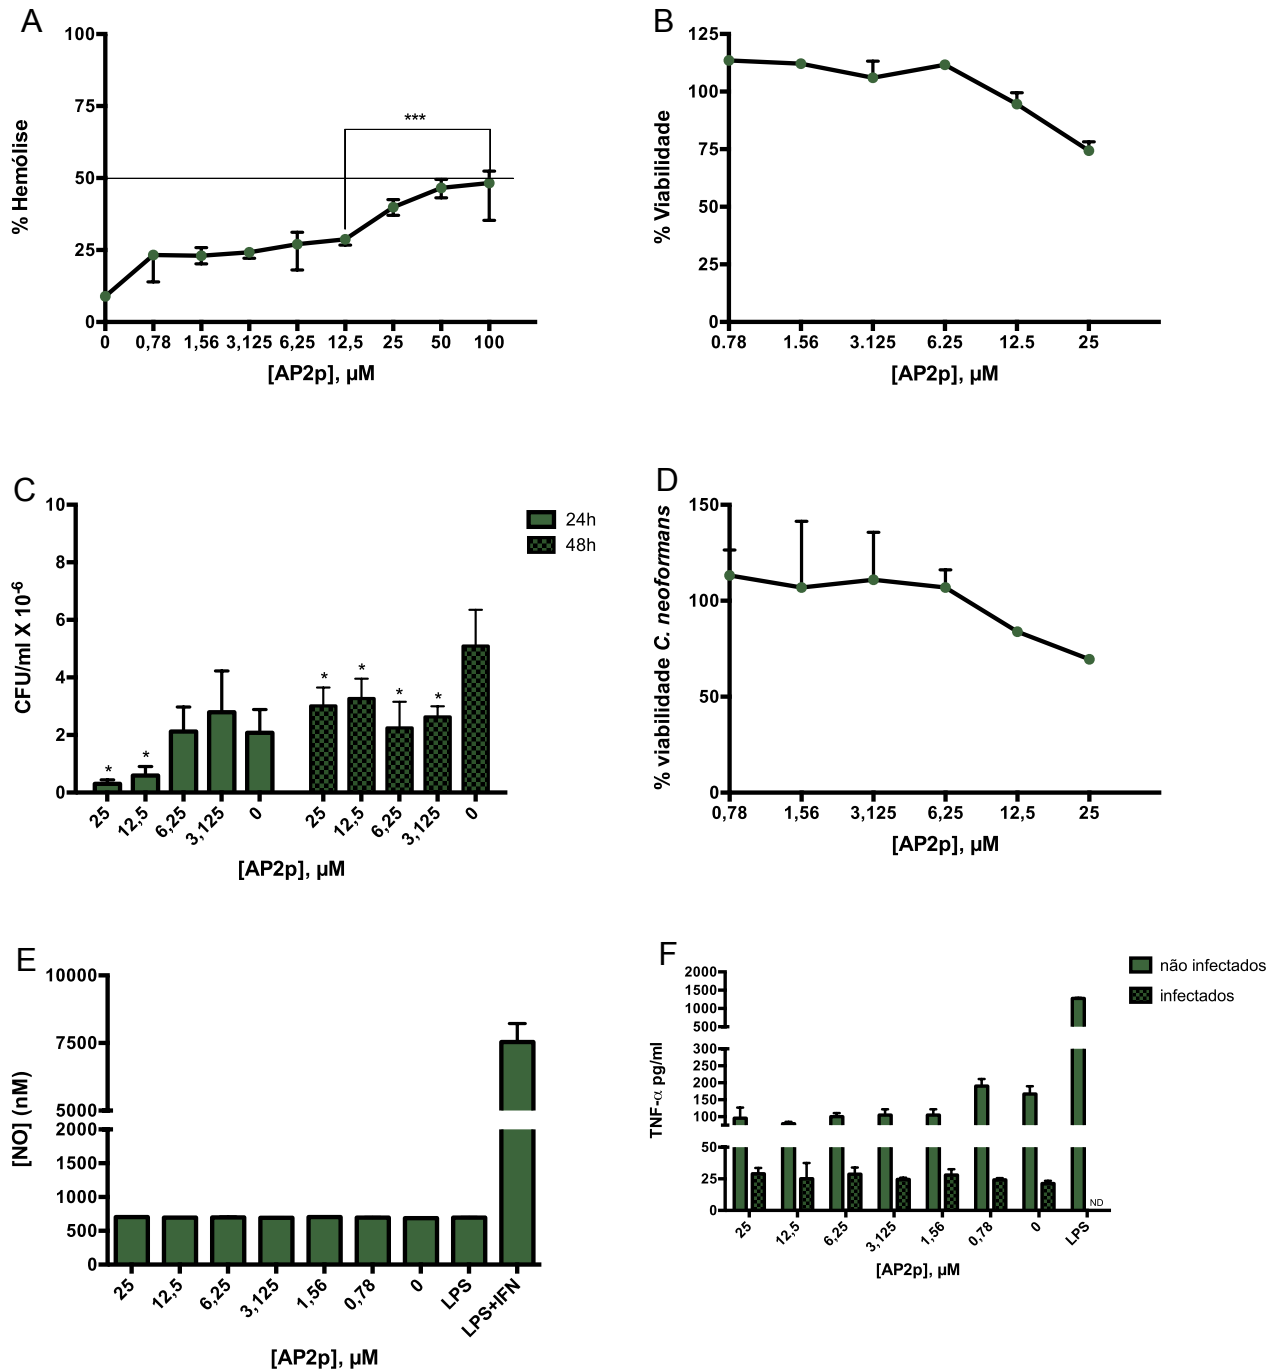 A
100
75
50
25
0
% Hemólise
***
0 0,78 1,56 3,125 6,25 12,5 25 50 100
[AP2p], µM
B
125
100
75
50
25
0
% Viabilidade
0.78 1.56 3.125 6.25 12.5 25
[AP2p], µM
C
10
8
6
4
2
0
CFU/ml X 10-6
24h
48h
* * * * * *
25 12,5 6,25 3,125 0 25 12,5 6,25 3,125 0
[AP2p], µM
D
150
100
50
0
% viabilidade C. neoformans
0,78 1,56 3,125 6,25 12,5 25
[AP2p], µM
E
10000
7500
5000
2000
1500
1000
500
0
[NO] (nM)
25 12,5 6,25 3,125 1,56 0,78 0 LPS LPS+IFN
[AP2p], µM
F
2000
1500
1000
500
300
250
200
150
100
50
25
0
TNF-α pg/ml
não infectados
infectados
ND
25 12,5 6,25 3,125 1,56 0,78 0 LPS
[AP2p], µM